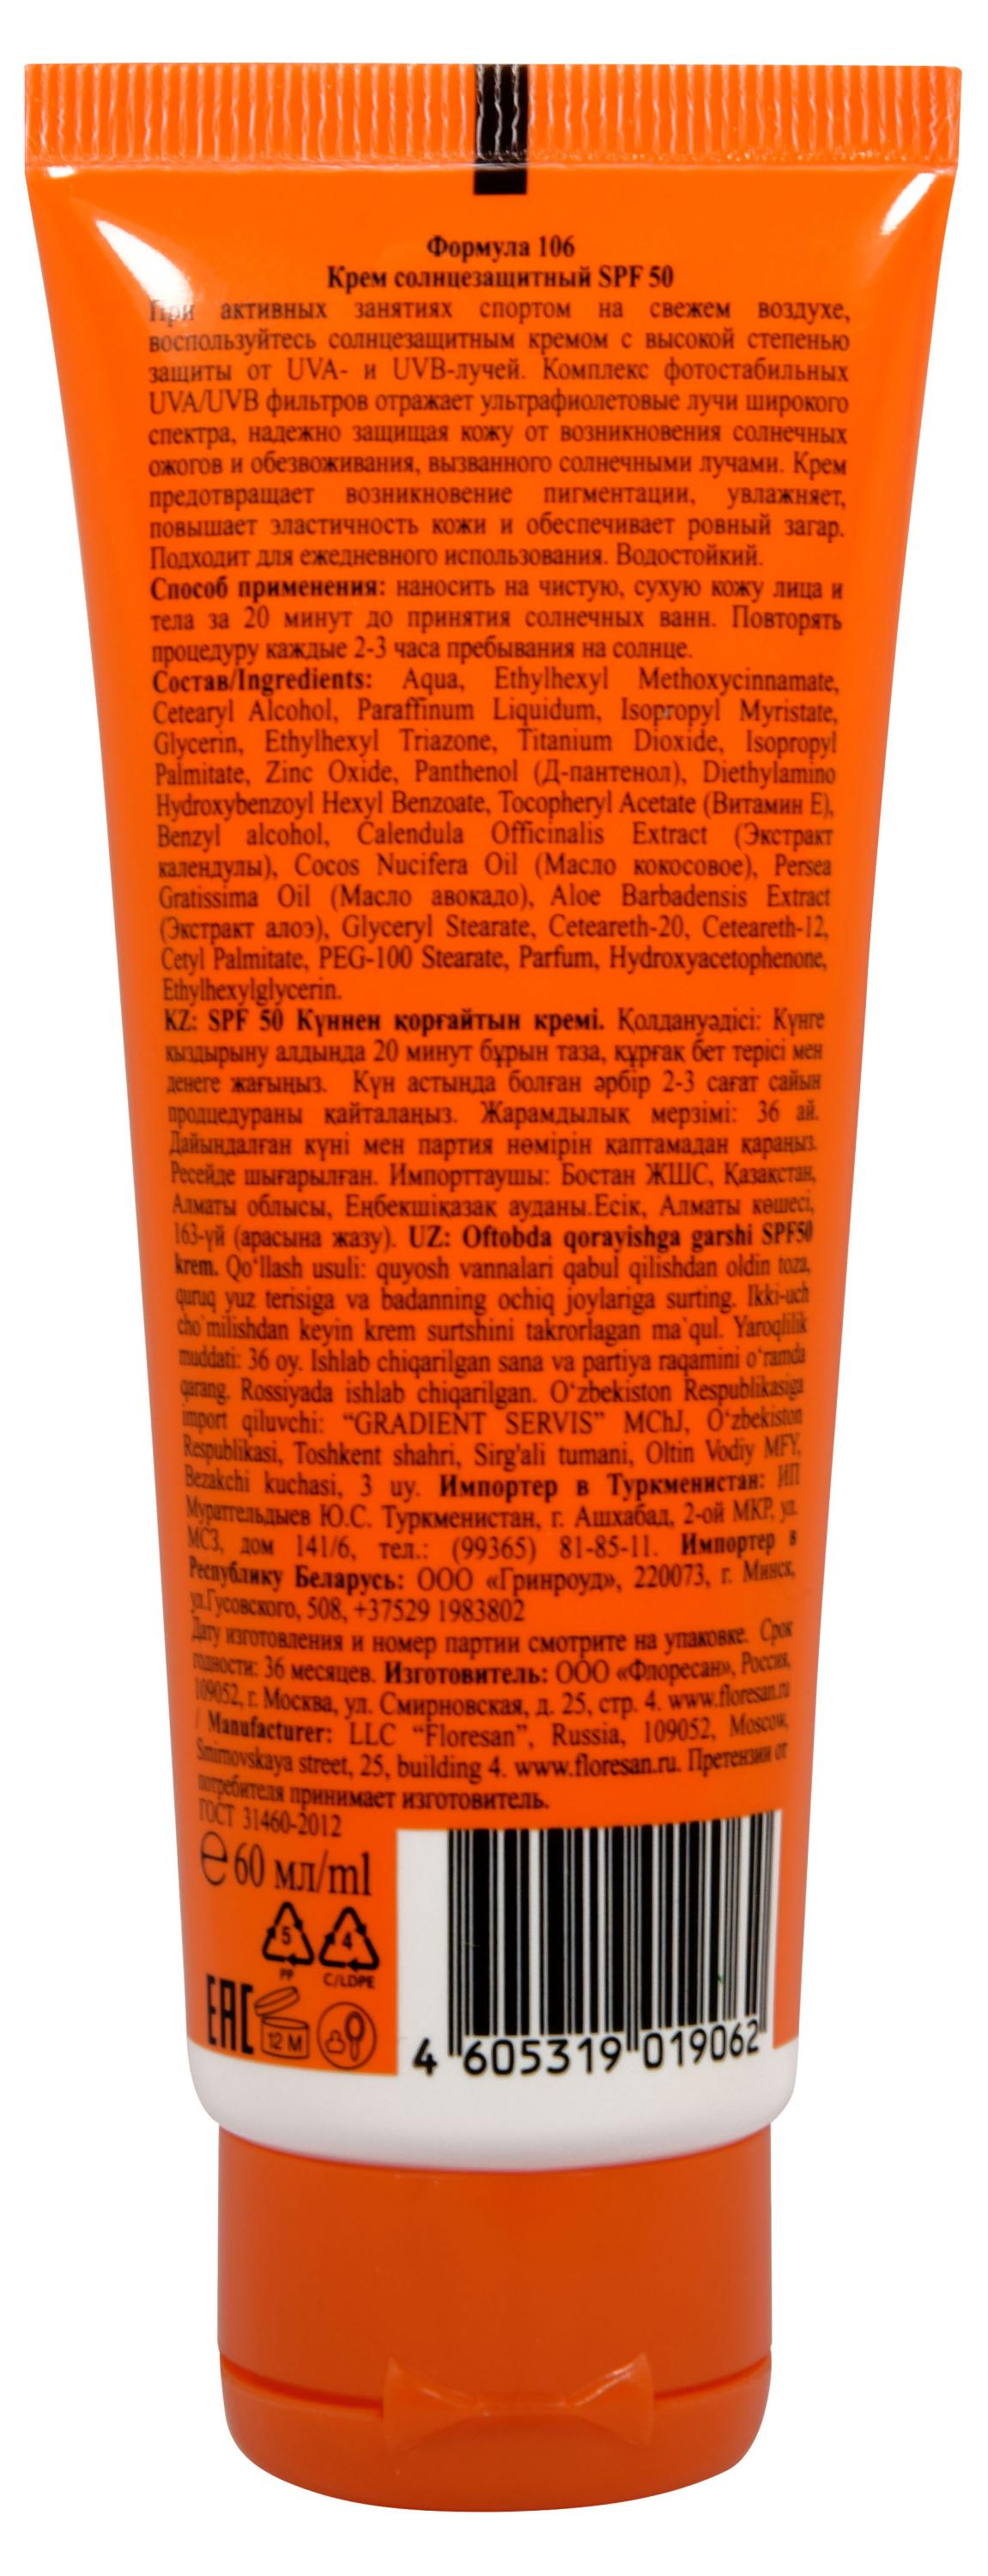 Формула 106
Крем солнцезащитный SPF 50
При активных занятиях спортом на свежем воздухе,
воспользуйтесь солнцезащитным кремом с высокой степенью
защиты от UVA- и UVB-лучей. Комплекс фотостабильных
UVA/UVB фильтров отражает ультрафиолетовые лучи широкого
спектра, надежно защищая кожу от возникновения солнечных
ожогов и обезвоживания, вызванного солнечными лучами. Крем
предотвращает возникновение пигментации, увлажняет,
повышает эластичность кожи и обеспечивает ровный загар.
Подходит для ежедневного использования. Водостойкий.
Способ применения: наносить на чистую, сухую кожу лица и
тела за 20 минут до принятия солнечных ванн. Повторять
процедуру каждые 2-3 часа пребывания на солнце.
Состав/Ingredients: Aqua, Ethylhexyl Methoxycinnamate,
Cetearyl Alcohol, Paraffinum Liquidum, Isopropyl Myristate,
Glycerin, Ethylhexyl Triazone, Titanium Dioxide, Isopropyl
Palmitate, Zinc Oxide, Panthenol (Д-пантенол), Diethylamino
Hydroxybenzoyl Hexyl Benzoate, Tocopheryl Acetate (Витамин Е),
Benzyl alcohol, Calendula Officinalis Extract (Экстракт
календулы), Cocos Nucifera Oil (Масло кокосовое), Persea
Gratissima Oil (Масло авокадо), Aloe Barbadensis Extract
(Экстракт алоэ), Glyceryl Stearate, Ceteareth-20, Ceteareth-12,
Cetyl Palmitate, PEG-100 Stearate, Parfum, Hydroxyacetophenone,
Ethylhexylglycerin.
KZ: SPF 50 Күннен қорғайтын кремі. Қолдануәдісі: Күнге
қыздырыну алдында 20 минут бұрын таза, құрғақ бет терісі мен
денеге жағыңыз. Күн астында болған әрбір 2-3 сағат сайын
продцедураны қайталаңыз. Жарамдылық мерзімі: 36 ай.
Дайындалған күні мен партия нөмірін қаптамадан қараңыз.
Ресейде шығарылған. Импорттаушы: Бостан ЖШС, Қазақстан,
Алматы облысы, Еңбекшіқазақ ауданы.Есік, Алматы көшесі,
163-үй (арасына жазу). UZ: Oftobda qorayishga garshi SPF50
krem. Qo‘llash usuli: quyosh vannalari qabul qilishdan oldin toza,
quruq yuz terisiga va badanning ochiq joylariga surting. Ikki-uch
cho`milishdan keyin krem surtshini takrorlagan ma`qul. Yaroqlilik
muddati: 36 oy. Ishlab chiqarilgan sana va partiya raqamini o‘ramda
qarang. Rossiyada ishlab chiqarilgan. O‘zbekiston Respublikasiga
import qiluvchi: “GRADIENT SERVIS” MChJ, O‘zbekiston
Respublikasi, Toshkent shahri, Sirg'ali tumani, Oltin Vodiy MFY,
Bezakchi kuchasi, 3 uy. Импортер в Туркменистан: ИП
Мураттельдыев Ю.С. Туркменистан, г. Ашхабад, 2-ой МКР, ул.
МСЗ, дом 141/6, тел.: (99365) 81-85-11. Импортер в
Республику Беларусь: ООО «Гринроуд», 220073, г. Минск,
ул.Гусовского, 508, +37529 1983802
Дату изготовления и номер партии смотрите на упаковке. Срок
годности: 36 месяцев. Изготовитель: ООО «Флоресан», Россия,
109052, г. Москва, ул. Смирновская, д. 25, стр. 4. www.floresan.ru
/ Manufacturer: LLC “Floresan”, Russia, 109052, Moscow,
Smirnovskaya street, 25, building 4. www.floresan.ru. Претензии от
потребителя принимает изготовитель.
ГОСТ 31460-2012
℮ 60 мл/ml
5 4
PP C/LDPE
EAC 12 M
4 605319 019062